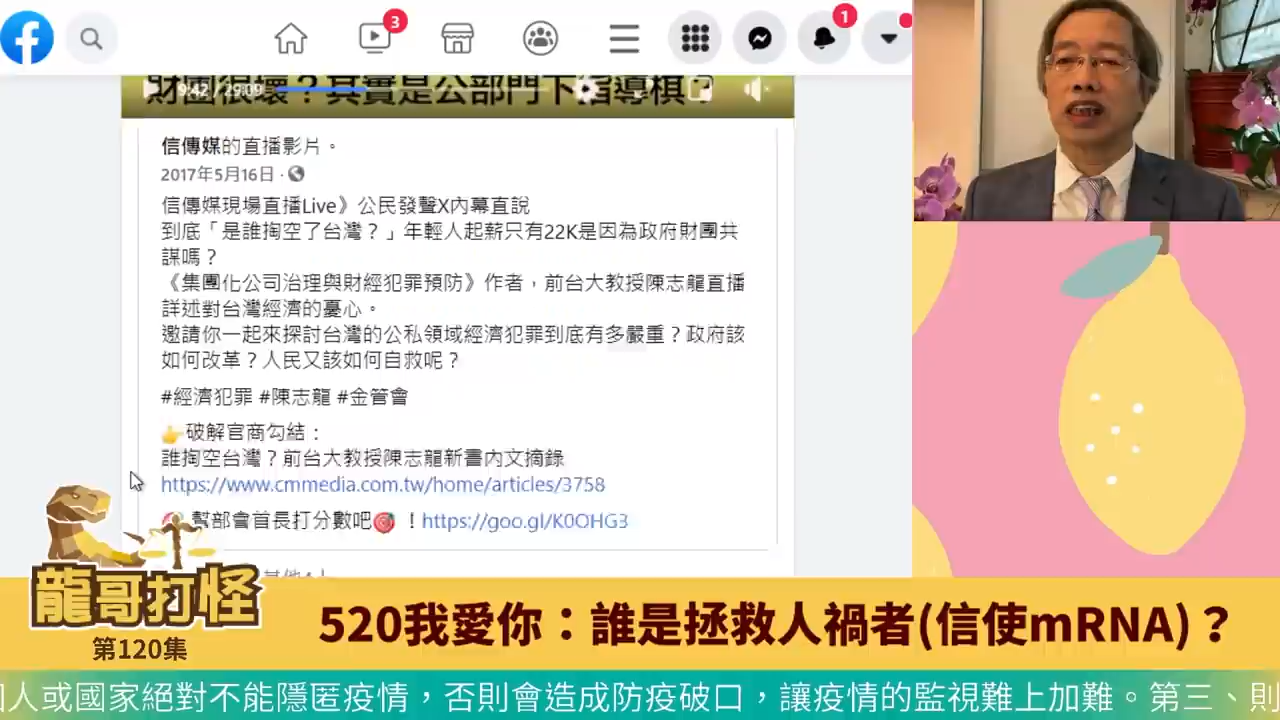 3
1
財團很壞？其實是公部門下指導棋？
9:42 / 29:09
信傳媒的直播影片。
2017年5月16日
信傳媒現場直播Live》公民發聲X內幕直說
到底「是誰掏空了台灣？」年輕人起薪只有22K是因為政府財團共
謀嗎？
《集團化公司治理與財經犯罪預防》作者，前台大教授陳志龍直播
詳述對台灣經濟的憂心。
邀請你一起來探討台灣的公私領域經濟犯罪到底有多嚴重？政府該
如何改革？人民又該如何自救呢？
#經濟犯罪 #陳志龍 #金管會
👉破解官商勾結：
誰掏空台灣？前台大教授陳志龍新書內文摘錄
https://www.cmmedia.com.tw/home/articles/3758
幫部會首長打分數吧🎯 ！https://goo.gl/K0OHG3
龍哥打怪
第120集
520我愛你：誰是拯救人禍者(信使mRNA)？
人或國家絕對不能隱匿疫情，否則會造成防疫破口，讓疫情的監視難上加難。第三、則